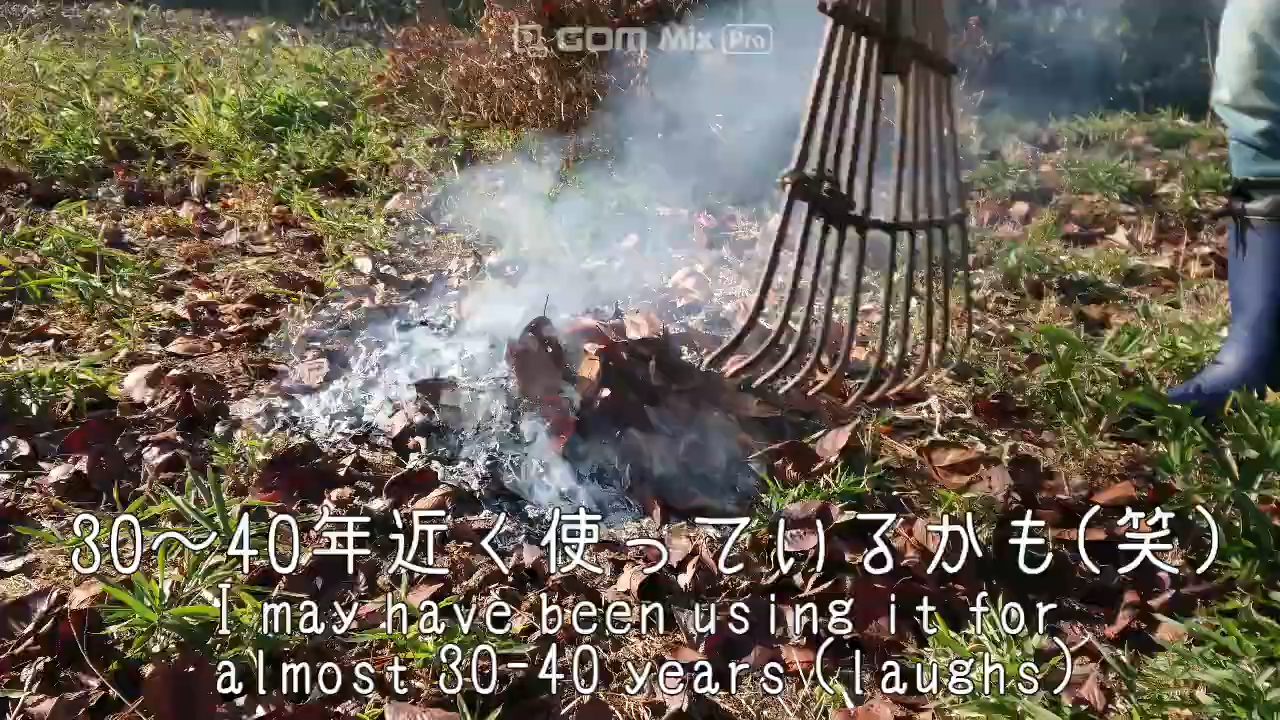 GOM Mix Pro
30〜40年近く使っているかも(笑)
I may have been using it for
almost 30-40 years (laughs)